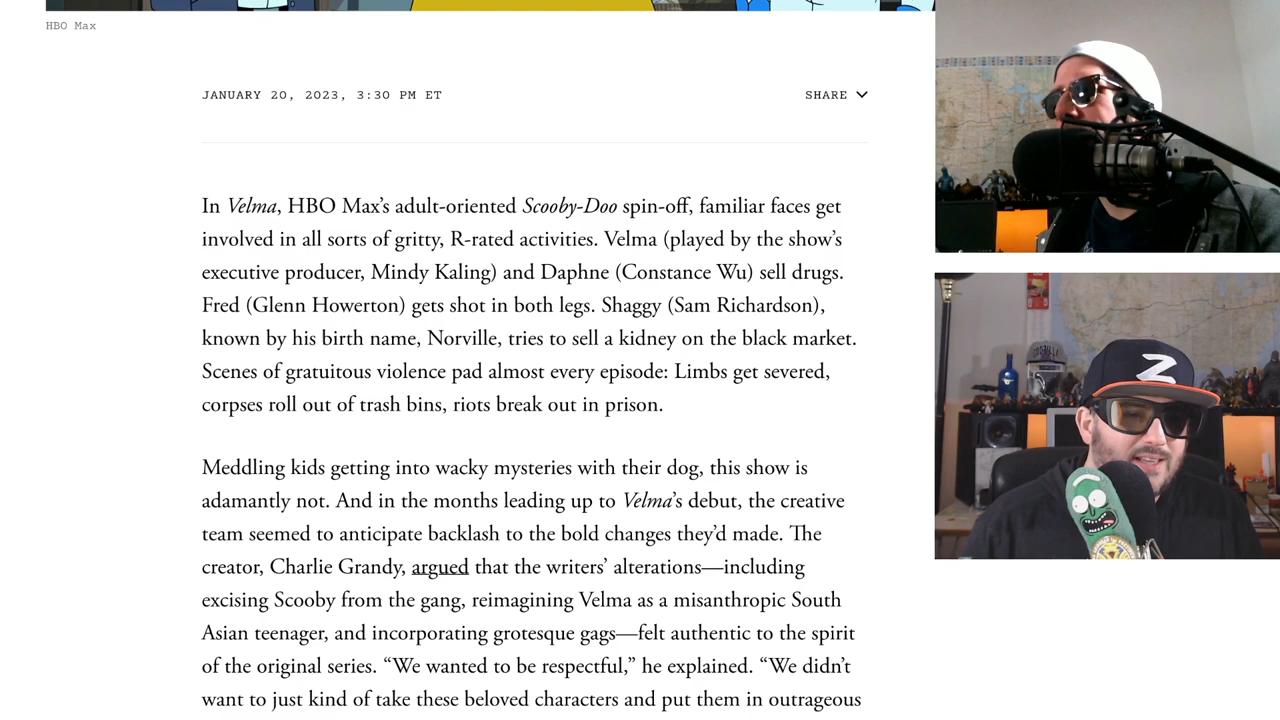 HBO Max
JANUARY 20, 2023, 3:30 PM ET
SHARE
In Velma, HBO Max’s adult-oriented Scooby-Doo spin-off, familiar faces get
involved in all sorts of gritty, R-rated activities. Velma (played by the show’s
executive producer, Mindy Kaling) and Daphne (Constance Wu) sell drugs.
Fred (Glenn Howerton) gets shot in both legs. Shaggy (Sam Richardson),
known by his birth name, Norville, tries to sell a kidney on the black market.
Scenes of gratuitous violence pad almost every episode: Limbs get severed,
corpses roll out of trash bins, riots break out in prison.
Meddling kids getting into wacky mysteries with their dog, this show is
adamantly not. And in the months leading up to Velma’s debut, the creative
team seemed to anticipate backlash to the bold changes they’d made. The
creator, Charlie Grandy, argued that the writers’ alterations—including
excising Scooby from the gang, reimagining Velma as a misanthropic South
Asian teenager, and incorporating grotesque gags—felt authentic to the spirit
of the original series. “We wanted to be respectful,” he explained. “We didn’t
want to just kind of take these beloved characters and put them in outrageous
Z